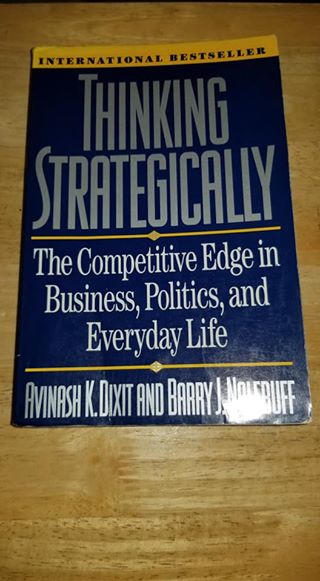 INTERNATIONAL BESTSELLER
THINKING
STRATEGICALLY
The Competitive Edge in
Business, Politics, and
Everyday Life
AVINASH K. DIXIT AND BARRY J. NALEBUFF